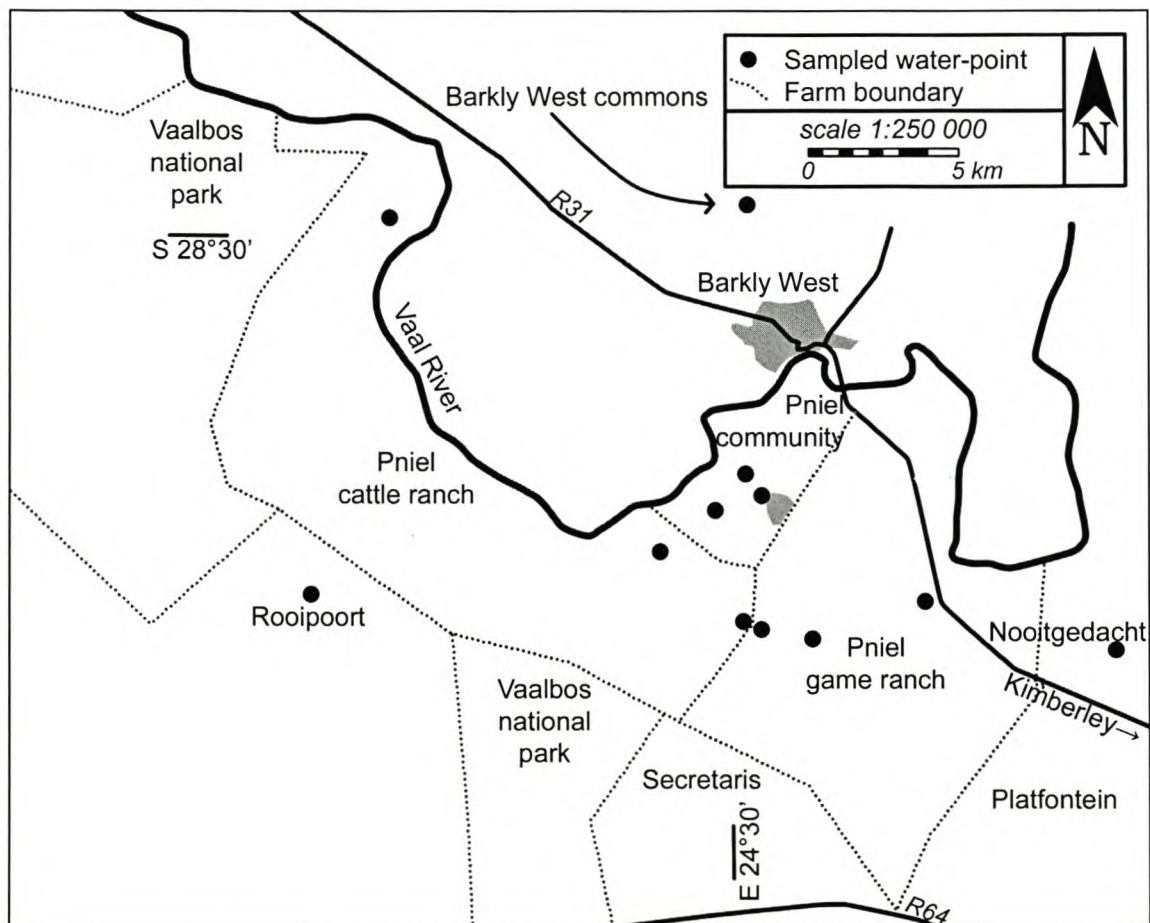 Sampled water-point
Farm boundary
scale 1:250 000
0 5 km
N
Barkly West commons
Vaalbos
national
park
S 28°30'
R31
Barkly West
Vaal River
Pniel
community
Pniel
cattle ranch
Rooipoort
Nooitgedacht
Pniel
game ranch
Kimberley→
Vaalbos
national
park
Secretaris
Platfontein
E 24°30'
R64